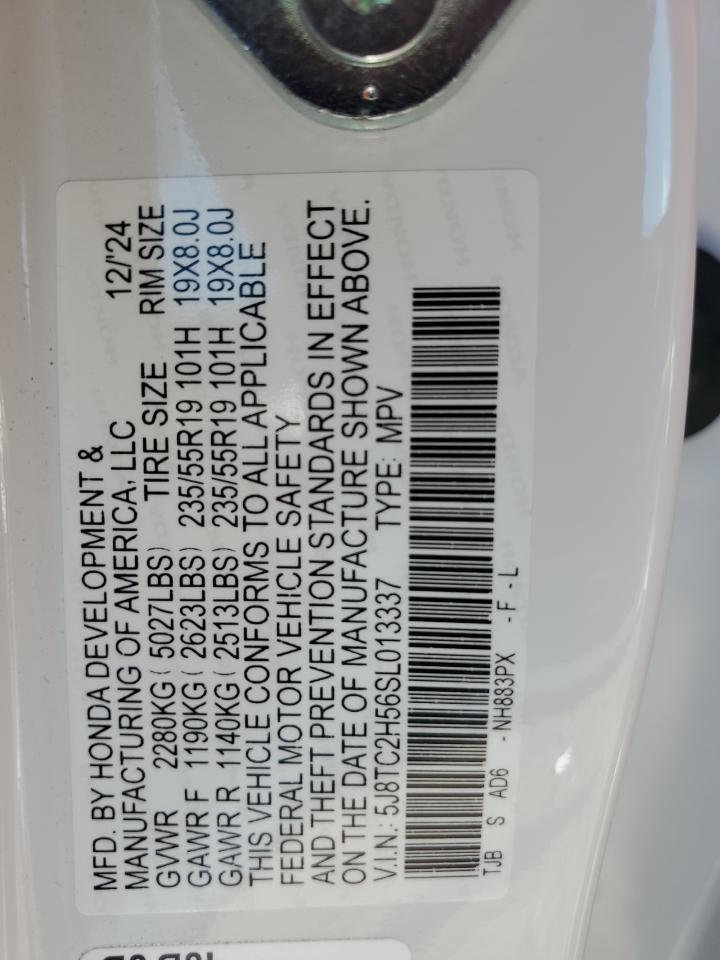 MFD. BY HONDA DEVELOPMENT &
MANUFACTURING OF AMERICA, LLC 12/'24
GVWR 2280KG ( 5027LBS) TIRE SIZE RIM SIZE
GAWR F 1190KG ( 2623LBS) 235/55R19 101H 19X8.0J
GAWR R 1140KG ( 2513LBS) 235/55R19 101H 19X8.0J
THIS VEHICLE CONFORMS TO ALL APPLICABLE
FEDERAL MOTOR VEHICLE SAFETY
AND THEFT PREVENTION STANDARDS IN EFFECT
ON THE DATE OF MANUFACTURE SHOWN ABOVE.
V.I.N.: 5J8TC2H56SL013337 TYPE: MPV
TJB S AD6 - NH883PX - F - L